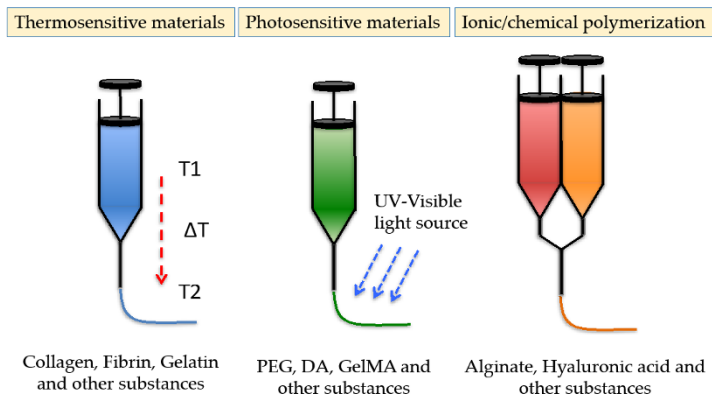 Thermosensitive materials
Photosensitive materials
Ionic/chemical polymerization
T1
ΔT
T2
UV-Visible
light source
Collagen, Fibrin, Gelatin
and other substances
PEG, DA, GelMA and
other substances
Alginate, Hyaluronic acid and
other substances